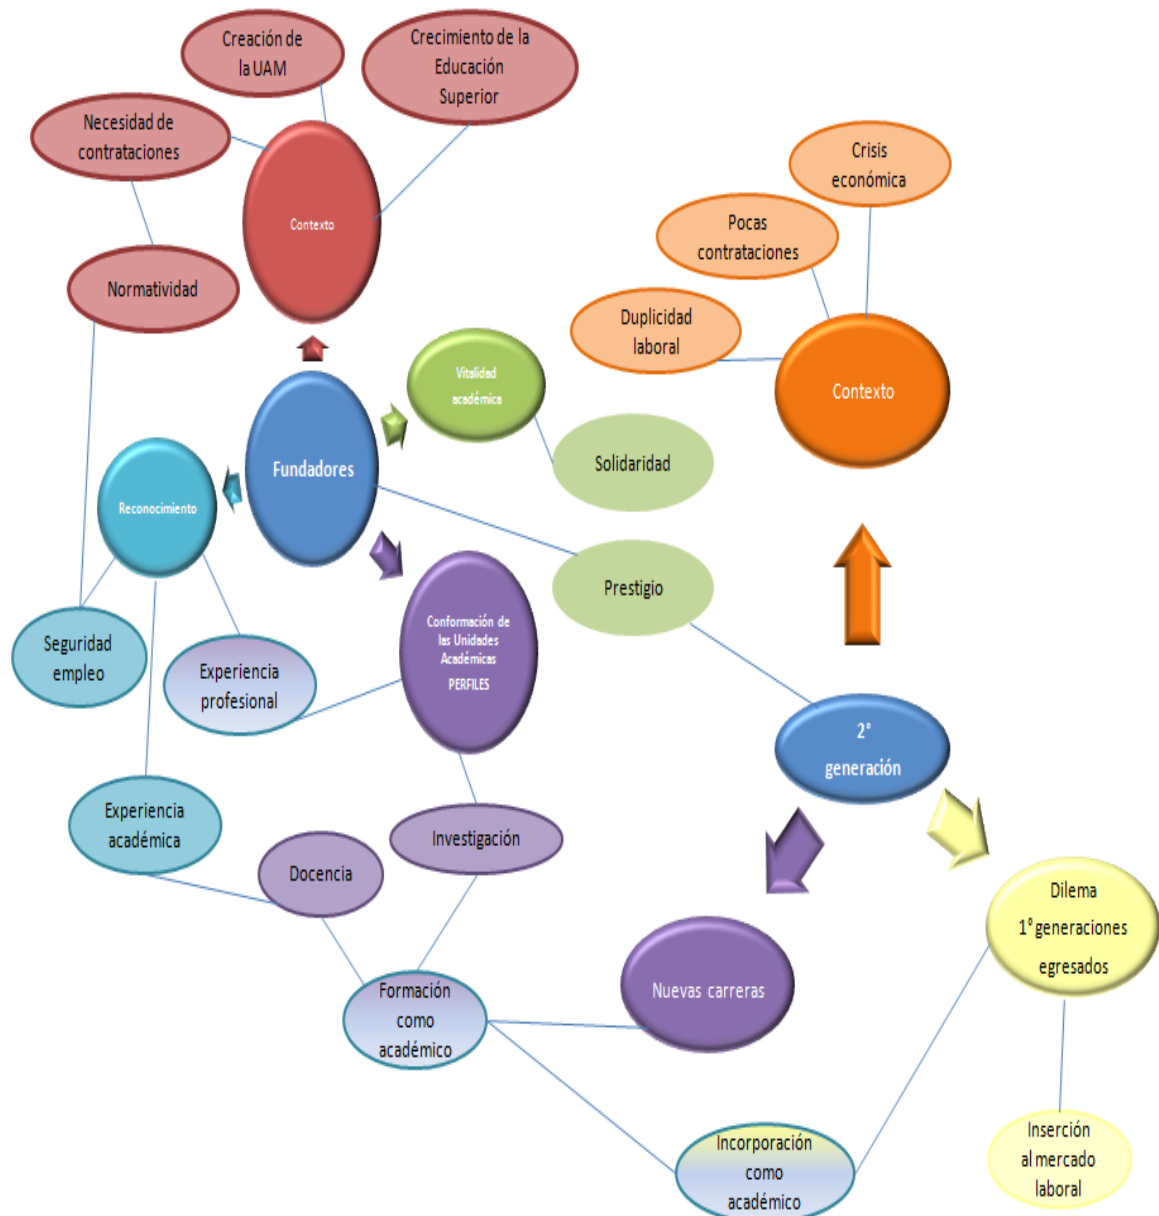 Creación de
la UAM
Crecimiento de la
Educación
Superior
Necesidad de
contrataciones
Contexto
Normatividad
Crisis
económica
Pocas
contrataciones
Duplicidad
laboral
Contexto
Vitalidad
académica
Fundadores
Solidaridad
Reconocimiento
Prestigio
Conformación de
las Unidades
Académicas
PERFILES
Seguridad
empleo
Experiencia
profesional
2°
generación
Experiencia
académica
Investigación
Docencia
Dilema
1° generaciones
egresados
Nuevas carreras
Formación
como
académico
Incorporación
como
académico
Inserción
al mercado
laboral